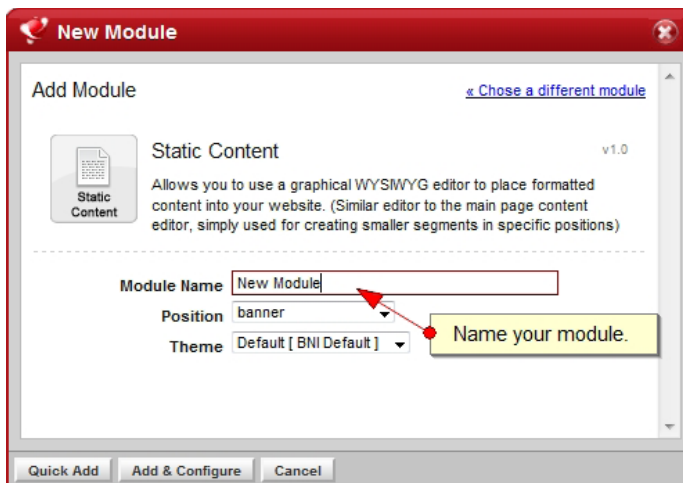 New Module
Add Module
« Chose a different module
Static Content
v1.0
Static
Content
Allows you to use a graphical WYSIWYG editor to place formatted
content into your website. (Similar editor to the main page content
editor, simply used for creating smaller segments in specific positions)
Module Name
New Module
Position
banner
Theme
Default [ BNI Default ]
Name your module.
Quick Add
Add & Configure
Cancel